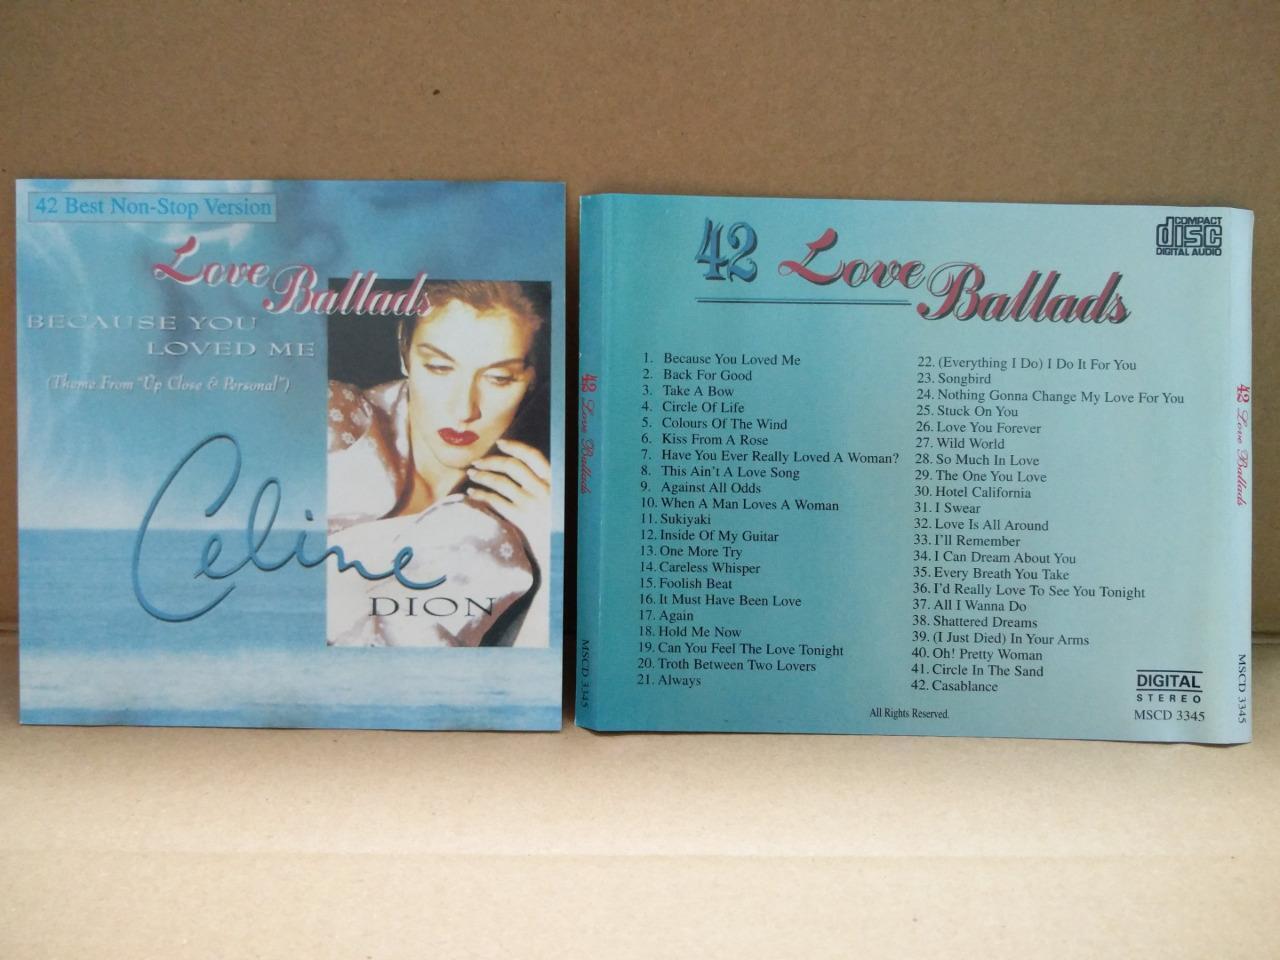 42 Best Non-Stop Version
Love Ballads
BECAUSE YOU
LOVED ME
(Theme From "Up Close & Personal")
Celine
DION
42 Love Ballads
MSCD 3345
42 Love Ballads
COMPACT
disc
DIGITAL AUDIO
1. Because You Loved Me
2. Back For Good
3. Take A Bow
4. Circle Of Life
5. Colours Of The Wind
6. Kiss From A Rose
7. Have You Ever Really Loved A Woman?
8. This Ain't A Love Song
9. Against All Odds
10. When A Man Loves A Woman
11. Sukiyaki
12. Inside Of My Guitar
13. One More Try
14. Careless Whisper
15. Foolish Beat
16. It Must Have Been Love
17. Again
18. Hold Me Now
19. Can You Feel The Love Tonight
20. Troth Between Two Lovers
21. Always
22. (Everything I Do) I Do It For You
23. Songbird
24. Nothing Gonna Change My Love For You
25. Stuck On You
26. Love You Forever
27. Wild World
28. So Much In Love
29. The One You Love
30. Hotel California
31. I Swear
32. Love Is All Around
33. I'll Remember
34. I Can Dream About You
35. Every Breath You Take
36. I'd Really Love To See You Tonight
37. All I Wanna Do
38. Shattered Dreams
39. (I Just Died) In Your Arms
40. Oh! Pretty Woman
41. Circle In The Sand
42. Casablance
All Rights Reserved.
DIGITAL
STEREO
MSCD 3345
42 Love Ballads
MSCD 3345